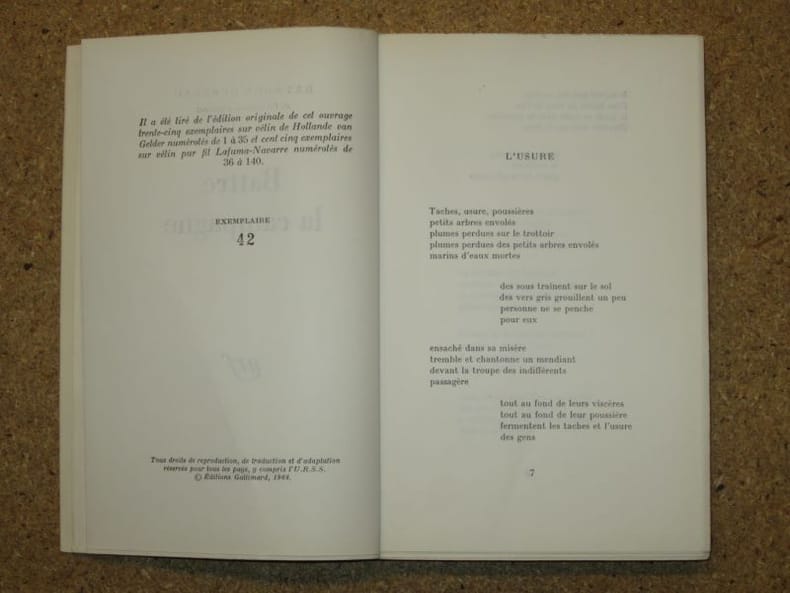 Il a été tiré de l'édition originale de cet ouvrage
trente-cinq exemplaires sur vélin de Hollande van
Gelder numérotés de 1 à 35 et cent cinq exemplaires
sur vélin pur fil Lafuma-Navarre numérotés de
36 à 140.
EXEMPLAIRE
42
Tous droits de reproduction, de traduction et d'adaptation
réservés pour tous les pays, y compris l'U.R.S.S.
© Éditions Gallimard, 1968.
L'USURE
Taches, usure, poussières
petits arbres envolés
plumes perdues sur le trottoir
plumes perdues des petits arbres envolés
marins d'eaux mortes
des sous traînent sur le sol
des vers gris grouillent un peu
personne ne se penche
pour eux
ensaché dans sa misère
tremble et chantonne un mendiant
devant la troupe des indifférents
passagère
tout au fond de leurs viscères
tout au fond de leur poussière
fermentent les taches et l'usure
des gens
7
Battre
la campagne
nrf